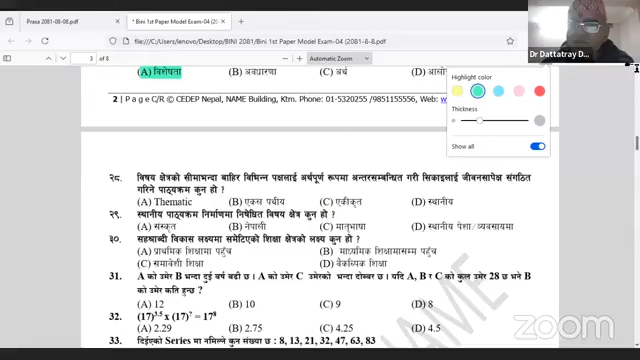 Prasa 2081-08-08.pdf
* Bini 1st Paper Model Exam-04 (20
file:///C:/Users/lenovo/Desktop/BINI 2081/Bini 1st Paper Model Exam-04 (2081-8-8.pdf
3 of 8
Automatic Zoom
Dr Dattatray D...
Highlight color
Thickness
Show all
(A) विशेषता (B) अवधारणा (C) अर्थ (D)
2 | P a g e C/R © CEDEP Nepal, NAME Building, Ktm. Phone: 01-5320255 /9851155556, Web:
२८. विषय क्षेत्रको सीमाभन्दा बाहिर विभिन्न पक्षलाई अर्थपूर्ण रूपमा अन्तरसम्बन्धित गरी सिकाइलाई जीवनसापेक्ष संगठित
गरिने पाठ्यक्रम कुन हो ?
(A) Thematic (B) एकल पथीय (C) एकीकृत (D) स्थानीय
२९. स्थानीय पाठ्यक्रम निर्माणमा निषेधित विषय क्षेत्र कुन हो ?
(A) संस्कृत (B) नेपाली (C) मातृभाषा (D) स्थानीय पेशा/व्यवसायमा
३०. सहश्राब्दी विकास लक्ष्यमा समेटिएको शिक्षा क्षेत्रको लक्ष्य कुन हो ?
(A) प्राथमिक शिक्षामा पहुँच (B) माध्यमिक शिक्षामासम्म पहुँच
(C) समावेशी शिक्षा (D) वैकल्पिक शिक्षा
31. A को उमेर B भन्दा दुई वर्ष बढी छ। A को उमेर C उमेरको भन्दा दोब्बर छ। यदि A, B र C को कुल उमेर 28 छ भने B
को उमेर कति हुन्छ ?
(A) 12 (B) 10 (C) 9 (D) 8
32. (17)³·⁵ x (17)⁷ = 17⁸
(A) 2.29 (B) 2.75 (C) 4.25 (D) 4.5
33. दिईएको Series मा नमिल्ने कुन संख्या छ : 8, 13, 21, 32, 47, 63, 83
NAME
YouTube